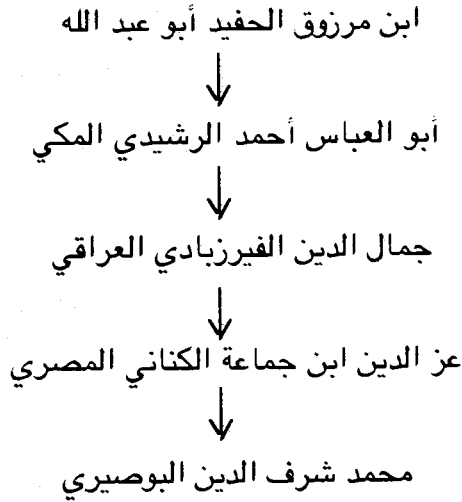 ابن مرزوق الحفيد أبو عبد الله
أبو العباس أحمد الرشيدي المكي
جمال الدين الفيرزبادي العراقي
عز الدين ابن جماعة الكناني المصري
محمد شرف الدين البوصيري